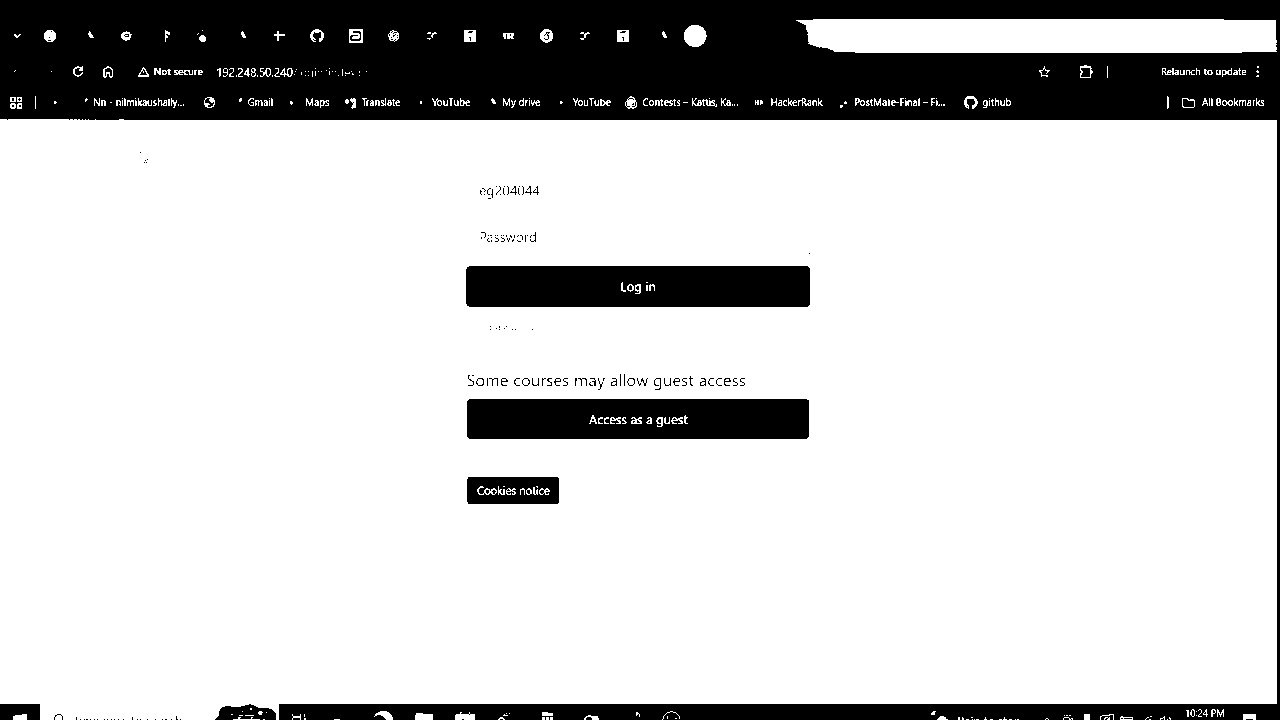 Not secure 192.248.50.240/login/index.
Relaunch to update
Nn - nilmikaushally... Gmail Maps Translate YouTube My drive YouTube Contests – Kattis, Ka... HackerRank PostMate-Final – Fi... github All Bookmarks
eg204044
Password
Log in
Some courses may allow guest access
Access as a guest
Cookies notice
10:24 PM